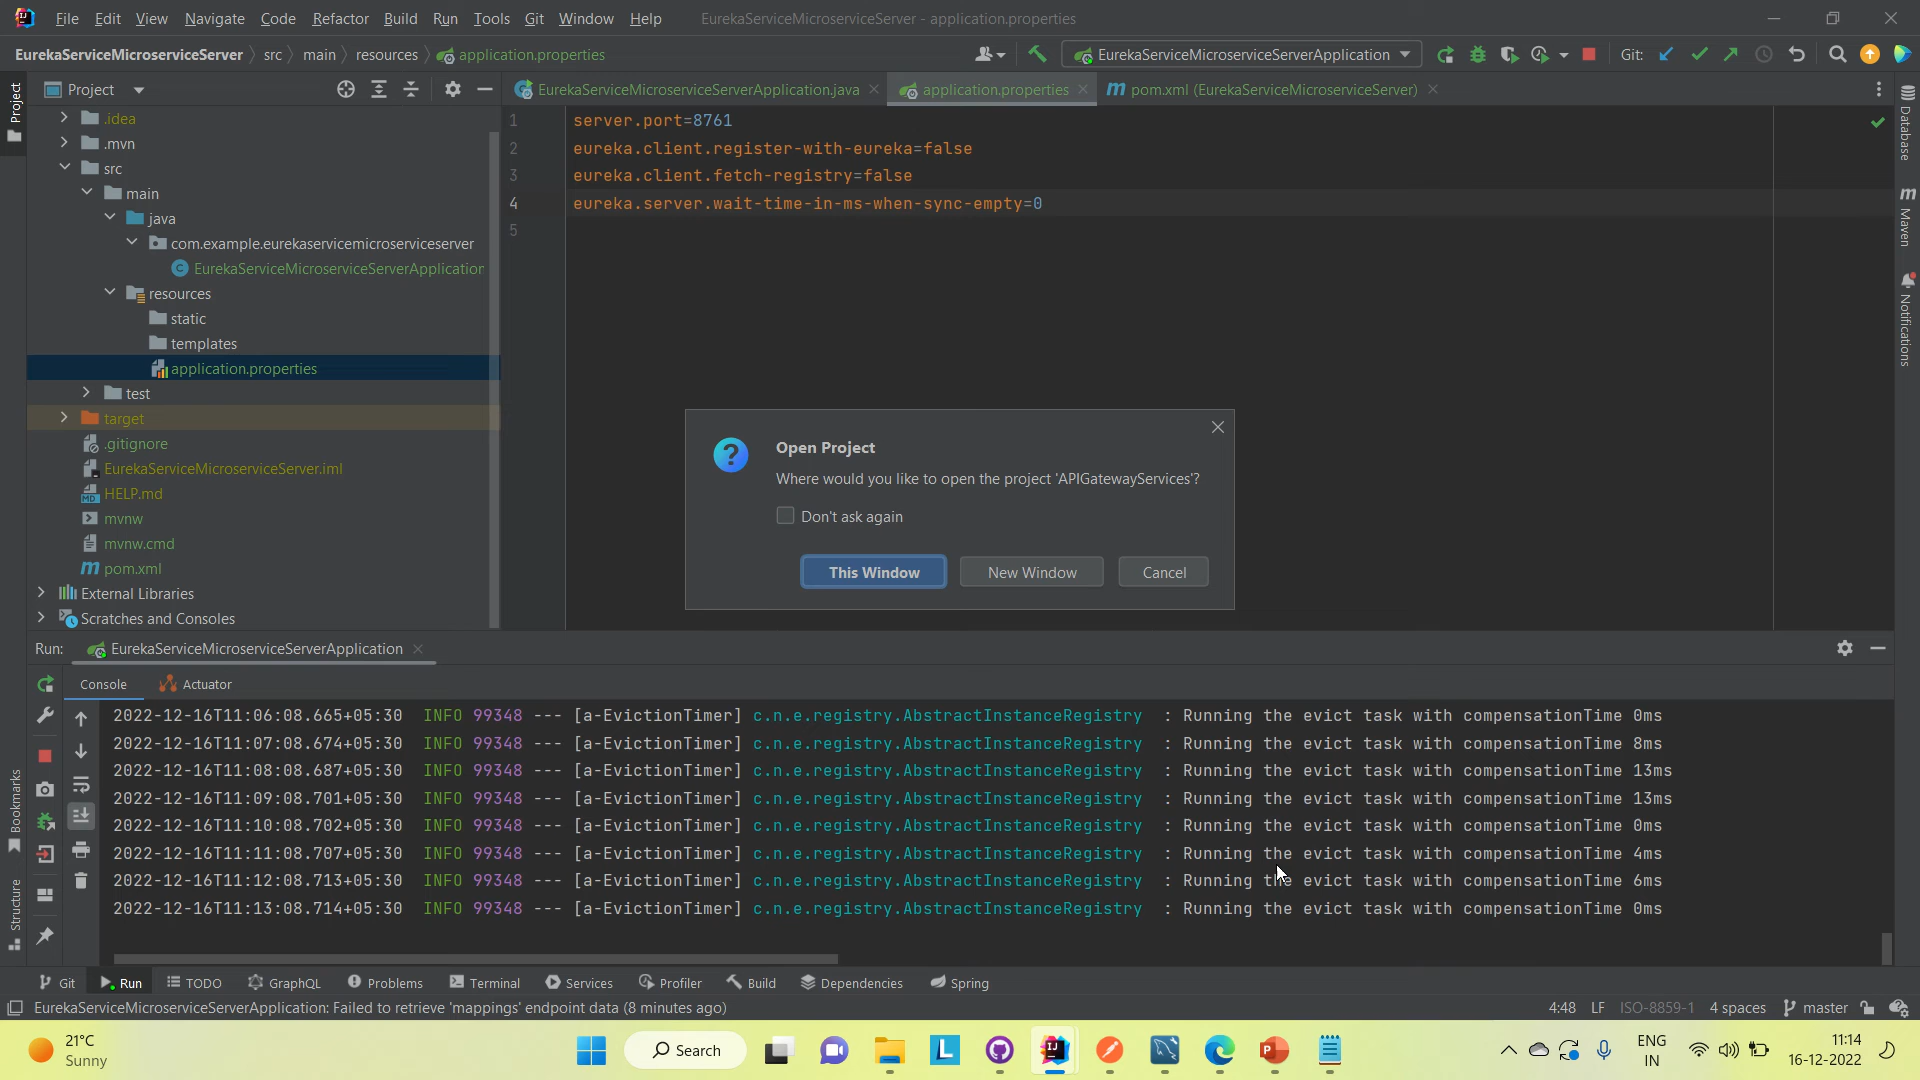 File Edit View Navigate Code Refactor Build Run Tools Git Window Help EurekaServiceMicroserviceServer - application.properties
EurekaServiceMicroserviceServer src main resources application.properties EurekaServiceMicroserviceServerApplication Git:
Project EurekaServiceMicroserviceServerApplication.java application.properties pom.xml (EurekaServiceMicroserviceServer)
Project
Database
Maven
Notifications
Bookmarks
Structure
.idea
.mvn
src
main
java
com.example.eurekaservicemicroserviceserver
EurekaServiceMicroserviceServerApplication
resources
static
templates
application.properties
test
target
.gitignore
EurekaServiceMicroserviceServer.iml
HELP.md
mvnw
mvnw.cmd
pom.xml
External Libraries
Scratches and Consoles
1 server.port=8761
2 eureka.client.register-with-eureka=false
3 eureka.client.fetch-registry=false
4 eureka.server.wait-time-in-ms-when-sync-empty=0
5
Open Project
Where would you like to open the project 'APIGatewayServices'?
Don't ask again
This Window New Window Cancel
Run: EurekaServiceMicroserviceServerApplication
Console Actuator
2022-12-16T11:06:08.665+05:30 INFO 99348 --- [a-EvictionTimer] c.n.e.registry.AbstractInstanceRegistry : Running the evict task with compensationTime 0ms
2022-12-16T11:07:08.674+05:30 INFO 99348 --- [a-EvictionTimer] c.n.e.registry.AbstractInstanceRegistry : Running the evict task with compensationTime 8ms
2022-12-16T11:08:08.687+05:30 INFO 99348 --- [a-EvictionTimer] c.n.e.registry.AbstractInstanceRegistry : Running the evict task with compensationTime 13ms
2022-12-16T11:09:08.701+05:30 INFO 99348 --- [a-EvictionTimer] c.n.e.registry.AbstractInstanceRegistry : Running the evict task with compensationTime 13ms
2022-12-16T11:10:08.702+05:30 INFO 99348 --- [a-EvictionTimer] c.n.e.registry.AbstractInstanceRegistry : Running the evict task with compensationTime 0ms
2022-12-16T11:11:08.707+05:30 INFO 99348 --- [a-EvictionTimer] c.n.e.registry.AbstractInstanceRegistry : Running the evict task with compensationTime 4ms
2022-12-16T11:12:08.713+05:30 INFO 99348 --- [a-EvictionTimer] c.n.e.registry.AbstractInstanceRegistry : Running the evict task with compensationTime 6ms
2022-12-16T11:13:08.714+05:30 INFO 99348 --- [a-EvictionTimer] c.n.e.registry.AbstractInstanceRegistry : Running the evict task with compensationTime 0ms
Git Run TODO GraphQL Problems Terminal Services Profiler Build Dependencies Spring
EurekaServiceMicroserviceServerApplication: Failed to retrieve 'mappings' endpoint data (8 minutes ago) 4:48 LF ISO-8859-1 4 spaces master
21°C
Sunny
Search
ENG
IN
11:14
16-12-2022